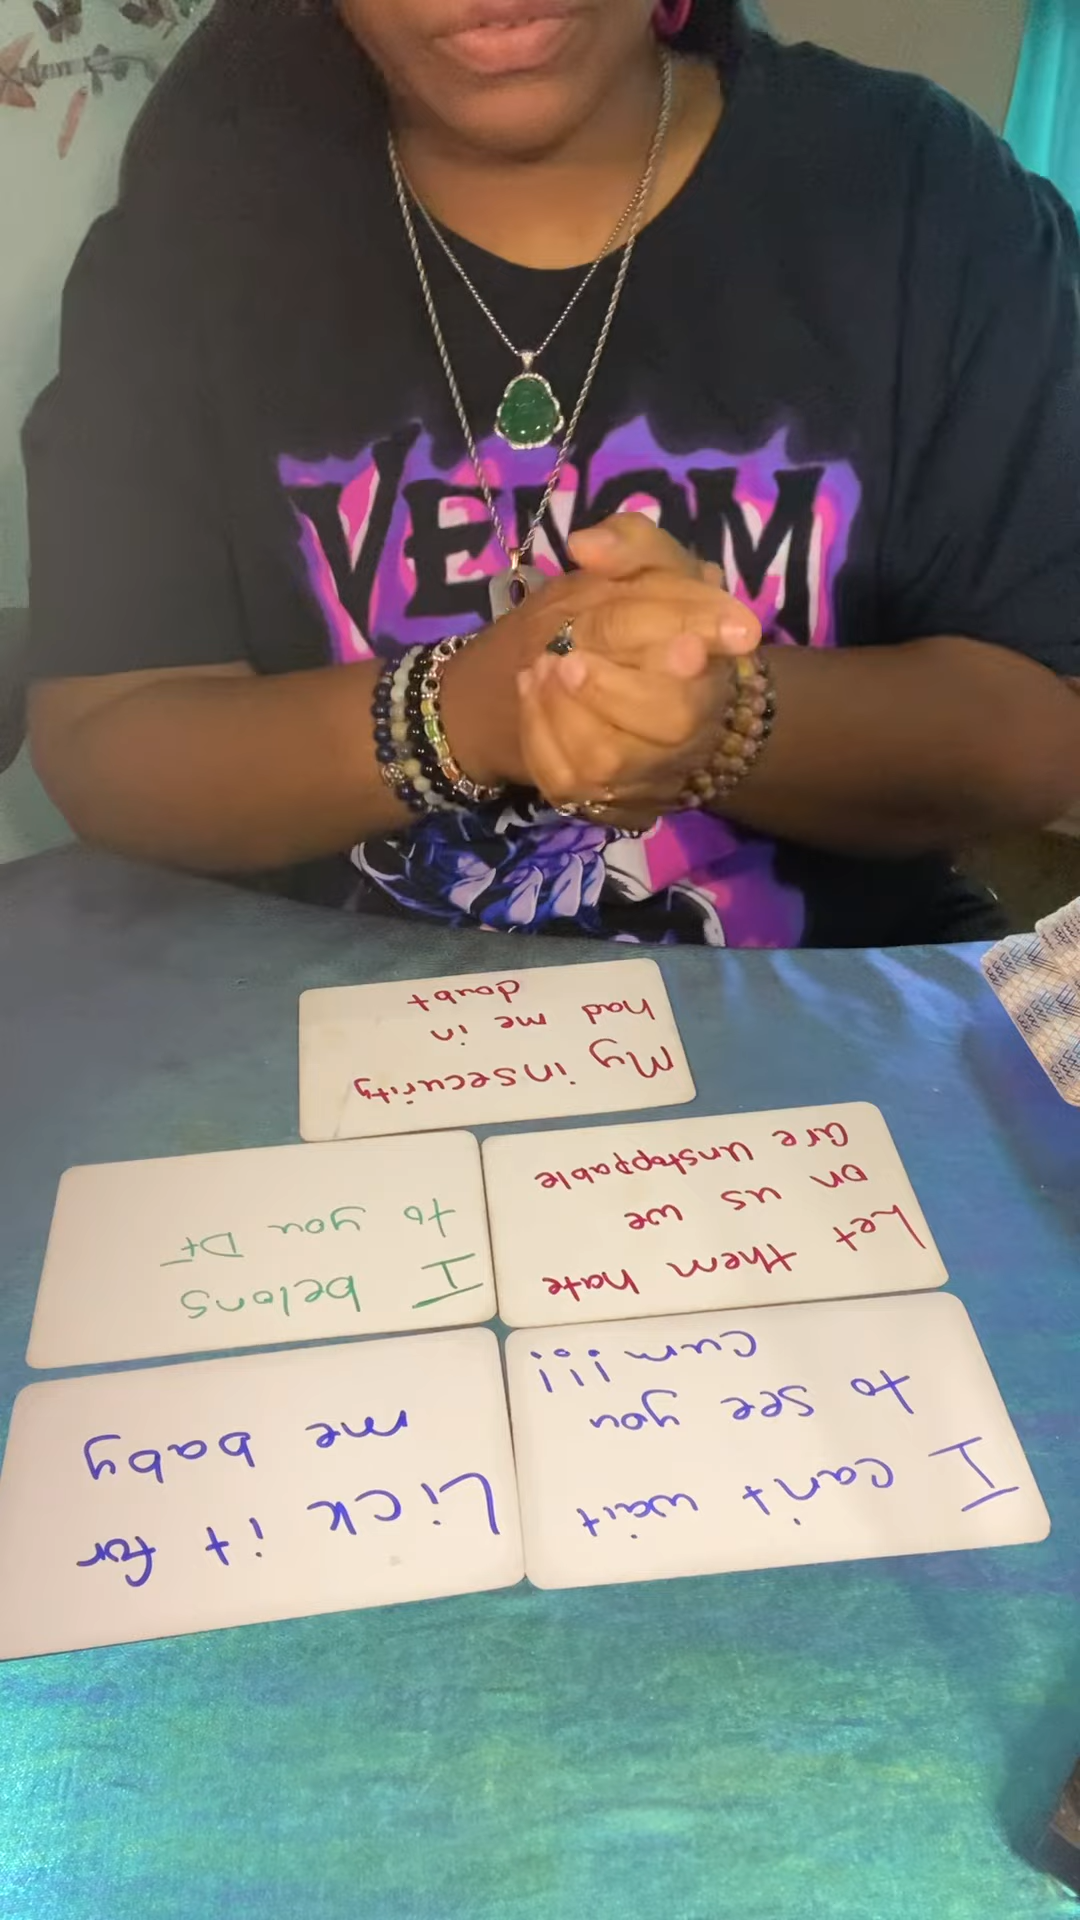 VENOM
My insecurity
had me in
doubt
I belong
to you Df
Let them hate
on us we
are unstoppable
Lick it for
me baby
I can't wait
to see you
cum !!!